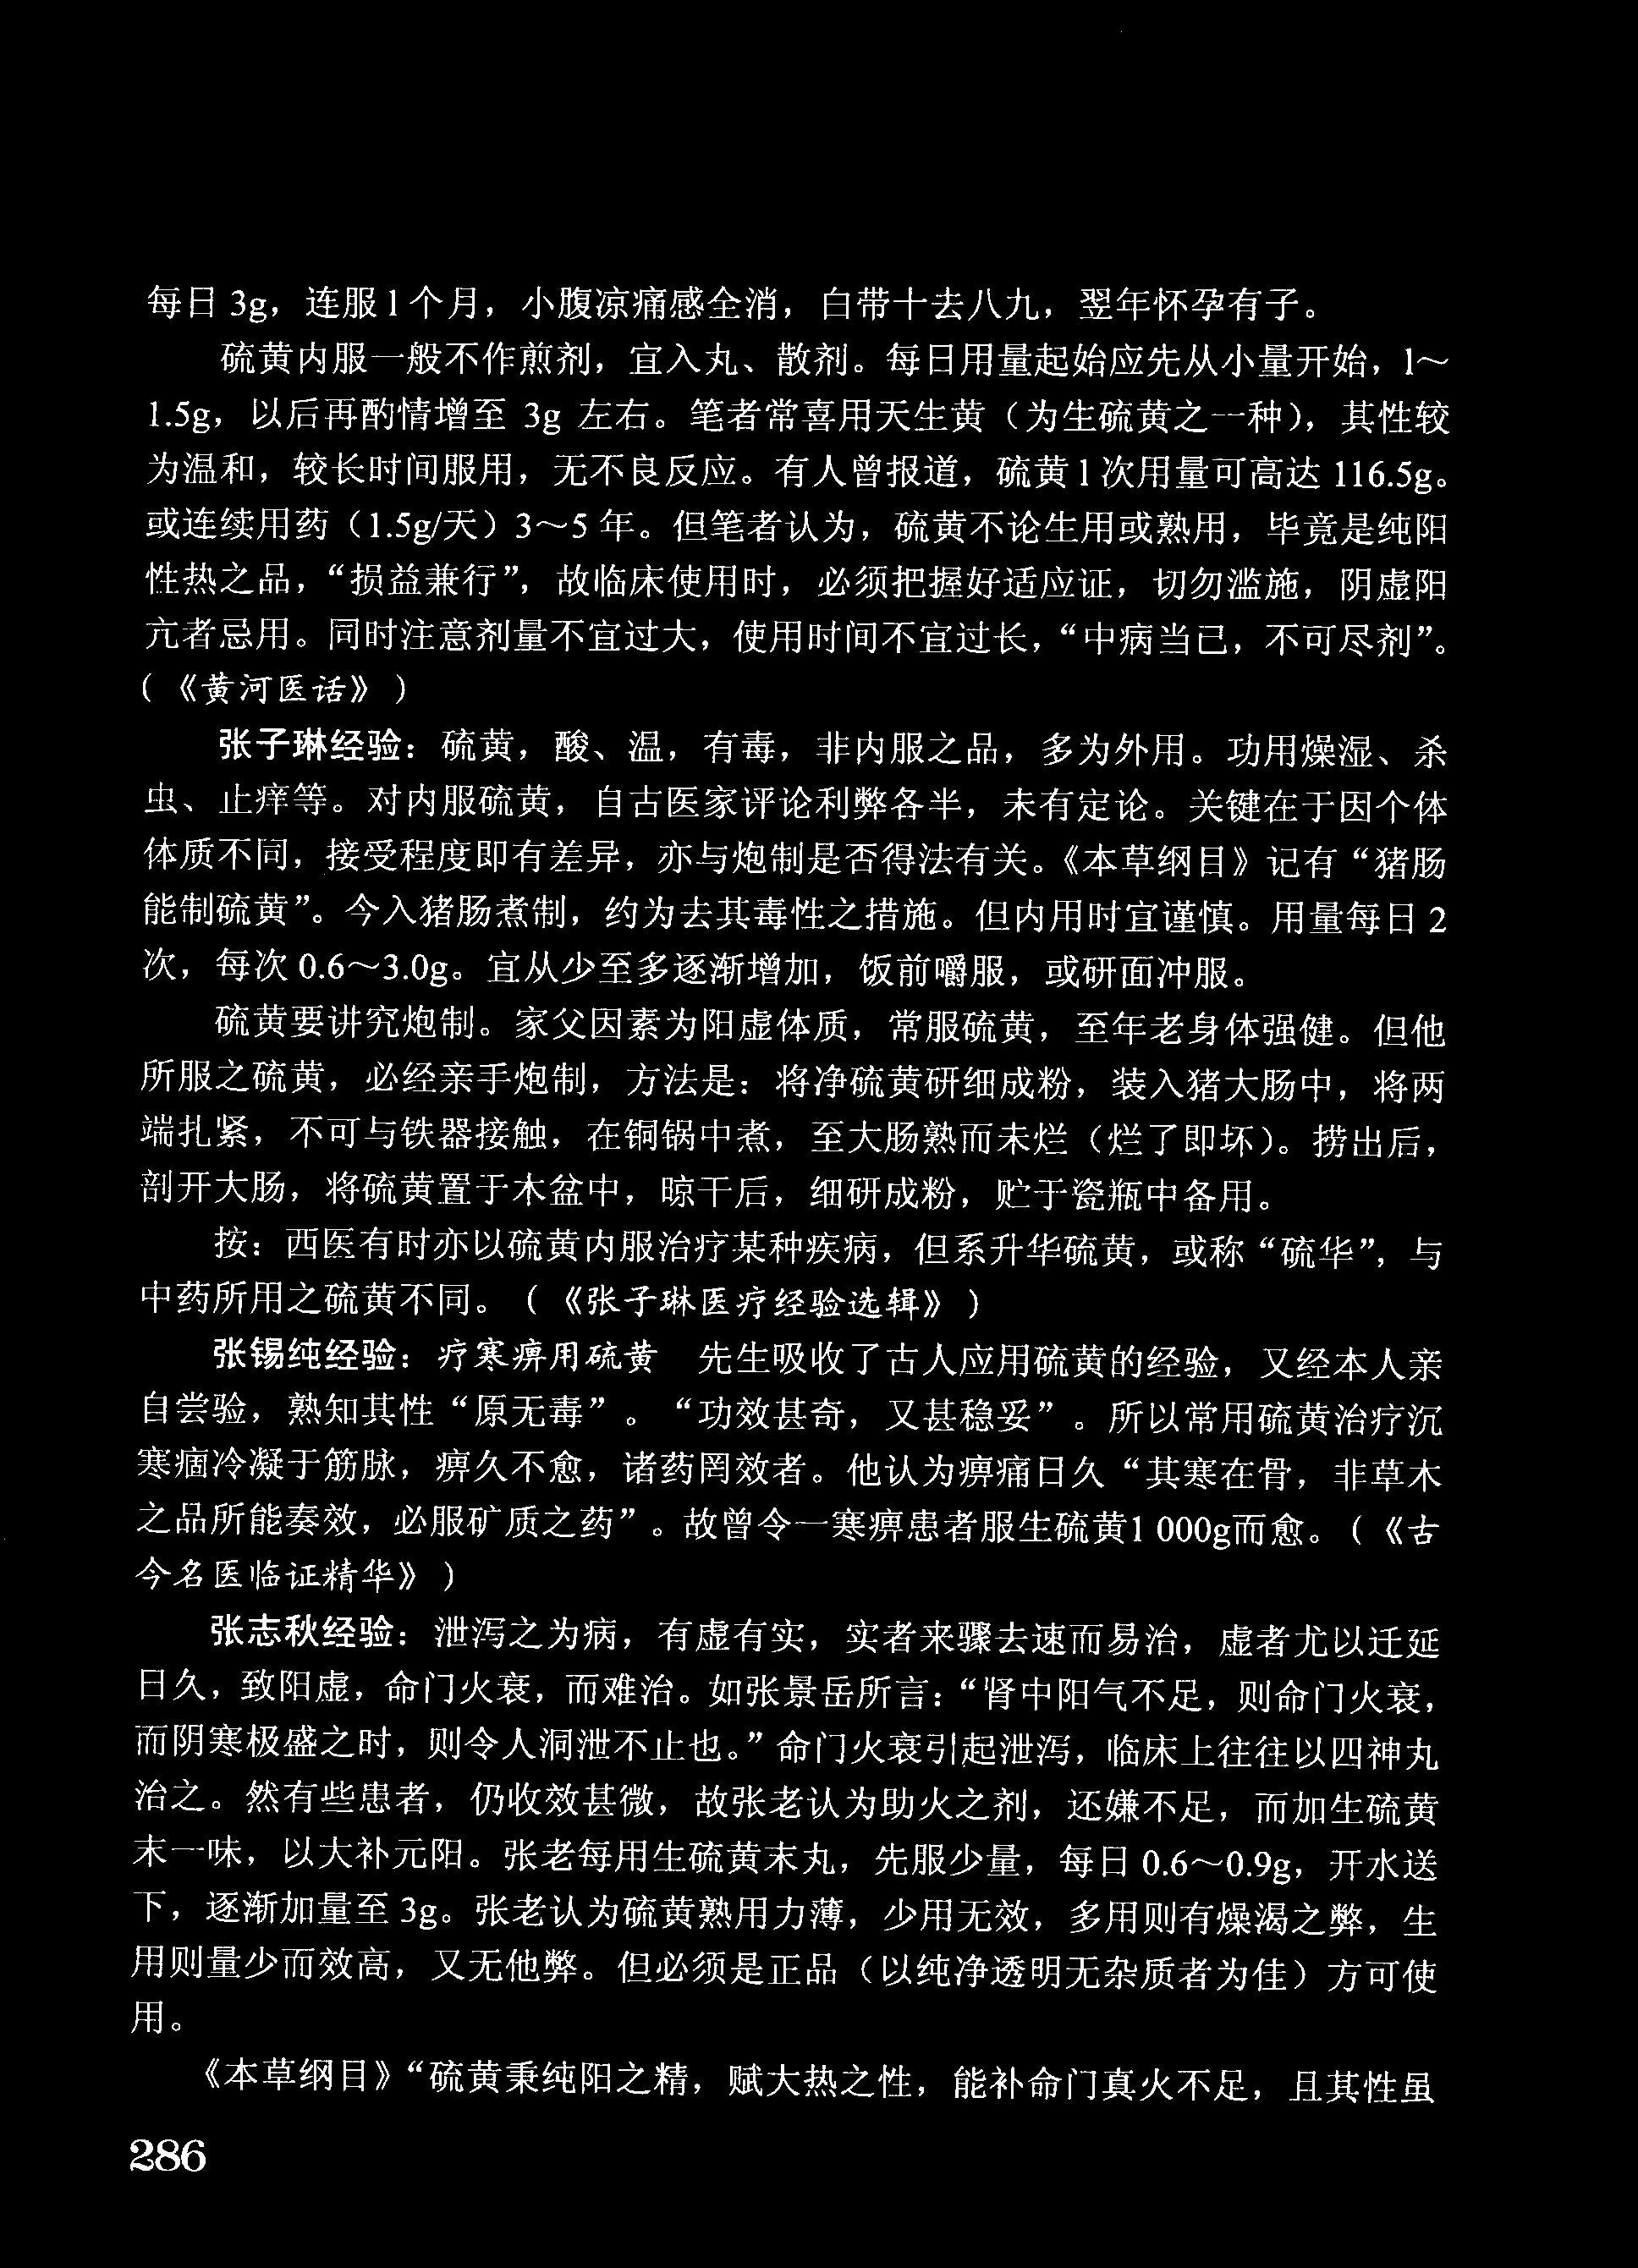 每日 3g，连服 1 个月，小腹凉痛感全消，白带十去八九，翌年怀孕有子。
硫黄内服一般不作煎剂，宜入丸、散剂。每日用量起始应先从小量开始，1～
1.5g，以后再酌情增至 3g 左右。笔者常喜用天生黄（为生硫黄之一种），其性较
为温和，较长时间服用，无不良反应。有人曾报道，硫黄 1 次用量可高达 116.5g。
或连续用药（1.5g/天）3～5 年。但笔者认为，硫黄不论生用或熟用，毕竟是纯阳
性热之品，“损益兼行”，故临床使用时，必须把握好适应证，切勿滥施，阴虚阳
亢者忌用。同时注意剂量不宜过大，使用时间不宜过长，“中病当已，不可尽剂”。
（《黄河医话》）
张子琳经验：硫黄，酸、温，有毒，非内服之品，多为外用。功用燥湿、杀
虫、止痒等。对内服硫黄，自古医家评论利弊各半，未有定论。关键在于因个体
体质不同，接受程度即有差异，亦与炮制是否得法有关。《本草纲目》记有“猪肠
能制硫黄”。今入猪肠煮制，约为去其毒性之措施。但内用时宜谨慎。用量每日 2
次，每次 0.6～3.0g。宜从少至多逐渐增加，饭前嚼服，或研面冲服。
硫黄要讲究炮制。家父因素为阳虚体质，常服硫黄，至年老身体强健。但他
所服之硫黄，必经亲手炮制，方法是：将净硫黄研细成粉，装入猪大肠中，将两
端扎紧，不可与铁器接触，在铜锅中煮，至大肠熟而未烂（烂了即坏）。捞出后，
剖开大肠，将硫黄置于木盆中，晾干后，细研成粉，贮于瓷瓶中备用。
按：西医有时亦以硫黄内服治疗某种疾病，但系升华硫黄，或称“硫华”，与
中药所用之硫黄不同。（《张子琳医疗经验选辑》）
张锡纯经验：疗寒痹用硫黄　先生吸收了古人应用硫黄的经验，又经本人亲
自尝验，熟知其性“原无毒”。“功效甚奇，又甚稳妥”。所以常用硫黄治疗沉
寒痼冷凝于筋脉，痹久不愈，诸药罔效者。他认为痹痛日久“其寒在骨，非草木
之品所能奏效，必服矿质之药”。故曾令一寒痹患者服生硫黄1 000g而愈。（《古
今名医临证精华》）
张志秋经验：泄泻之为病，有虚有实，实者来骤去速而易治，虚者尤以迁延
日久，致阳虚，命门火衰，而难治。如张景岳所言：“肾中阳气不足，则命门火衰，
而阴寒极盛之时，则令人洞泄不止也。”命门火衰引起泄泻，临床上往往以四神丸
治之。然有些患者，仍收效甚微，故张老认为助火之剂，还嫌不足，而加生硫黄
末一味，以大补元阳。张老每用生硫黄末丸，先服少量，每日 0.6～0.9g，开水送
下，逐渐加量至 3g。张老认为硫黄熟用力薄，少用无效，多用则有燥渴之弊，生
用则量少而效高，又无他弊。但必须是正品（以纯净透明无杂质者为佳）方可使
用。
《本草纲目》“硫黄秉纯阳之精，赋大热之性，能补命门真火不足，且其性虽
286